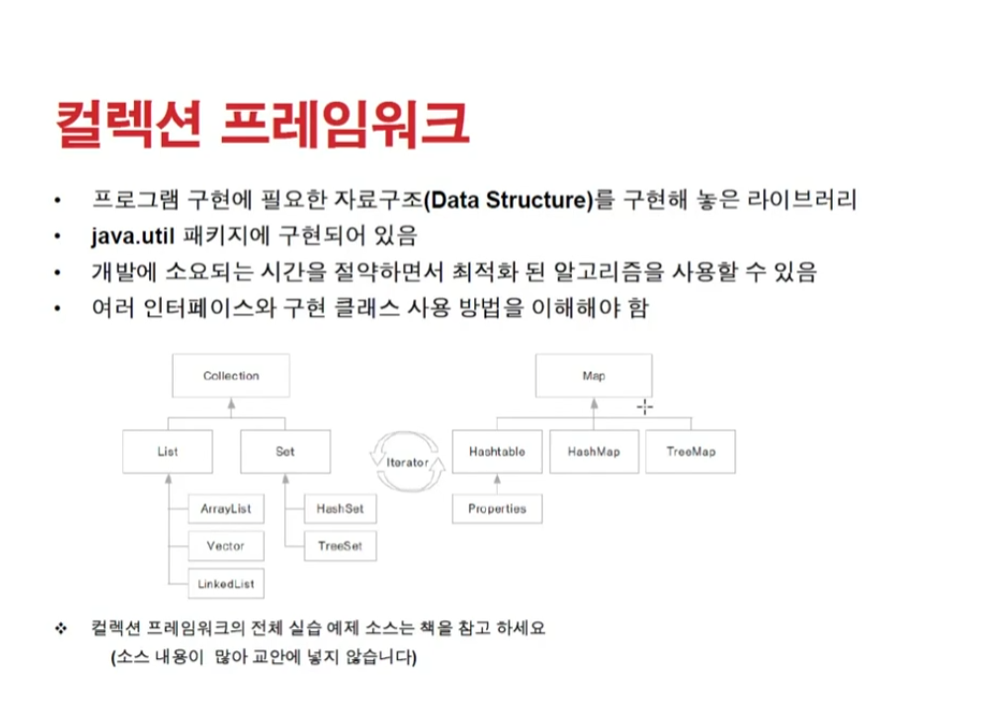 컬렉션 프레임워크
• 프로그램 구현에 필요한 자료구조(Data Structure)를 구현해 놓은 라이브러리
• java.util 패키지에 구현되어 있음
• 개발에 소요되는 시간을 절약하면서 최적화 된 알고리즘을 사용할 수 있음
• 여러 인터페이스와 구현 클래스 사용 방법을 이해해야 함
Collection
Map
List
Set
Iterator
Hashtable
HashMap
TreeMap
ArrayList
HashSet
Properties
Vector
TreeSet
LinkedList
❖ 컬렉션 프레임워크의 전체 실습 예제 소스는 책을 참고 하세요
(소스 내용이 많아 교안에 넣지 않습니다)